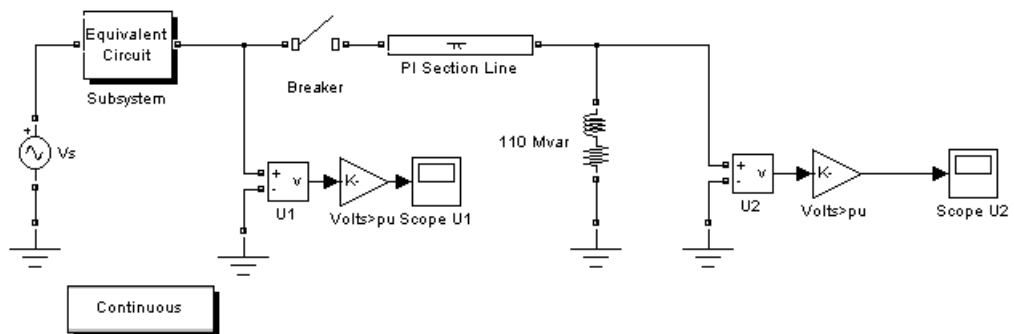 Equivalent
Circuit
Subsystem
Breaker
PI Section Line
Vs
110 Mvar
+
-
v
U1
K-
Volts>pu
Scope U1
+
-
v
U2
K-
Volts>pu
Scope U2
Continuous